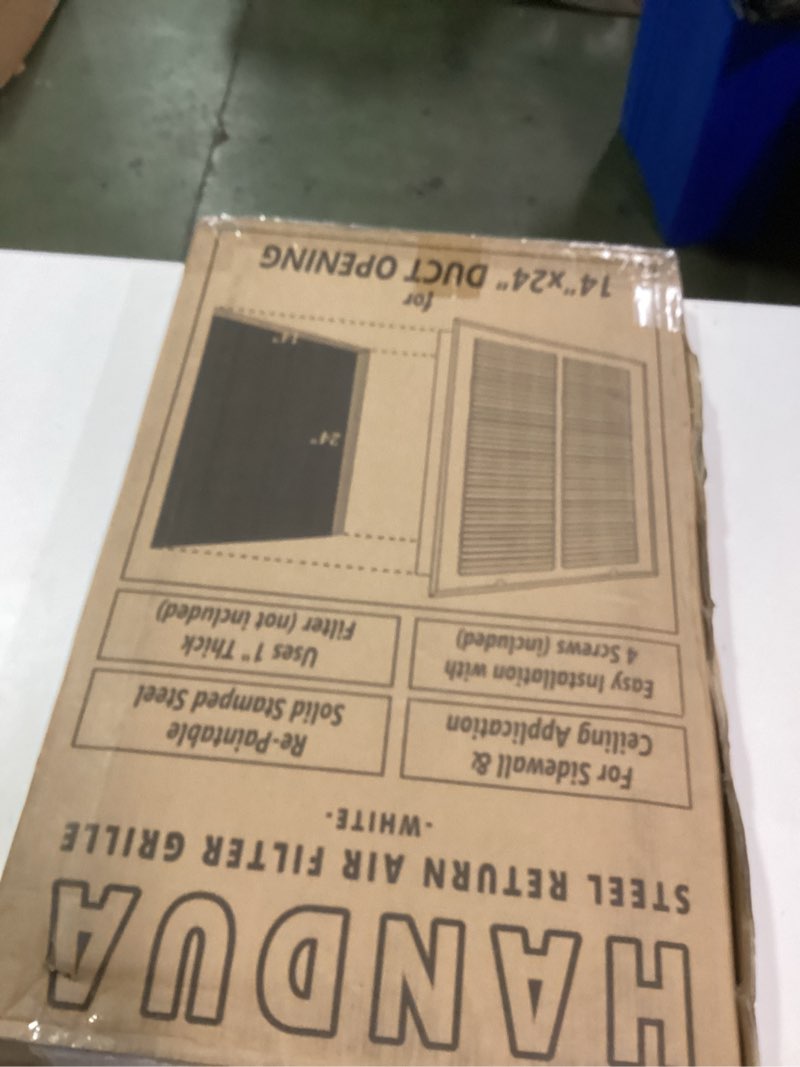 HANDUA
STEEL RETURN AIR FILTER GRILLE
-WHITE-
For Sidewall &
Ceiling Application
Re-Paintable
Solid Stamped Steel
Easy Installation with
4 Screws (included)
Uses 1" Thick
Filter (not included)
24"
14"
for
14"x24" DUCT OPENING